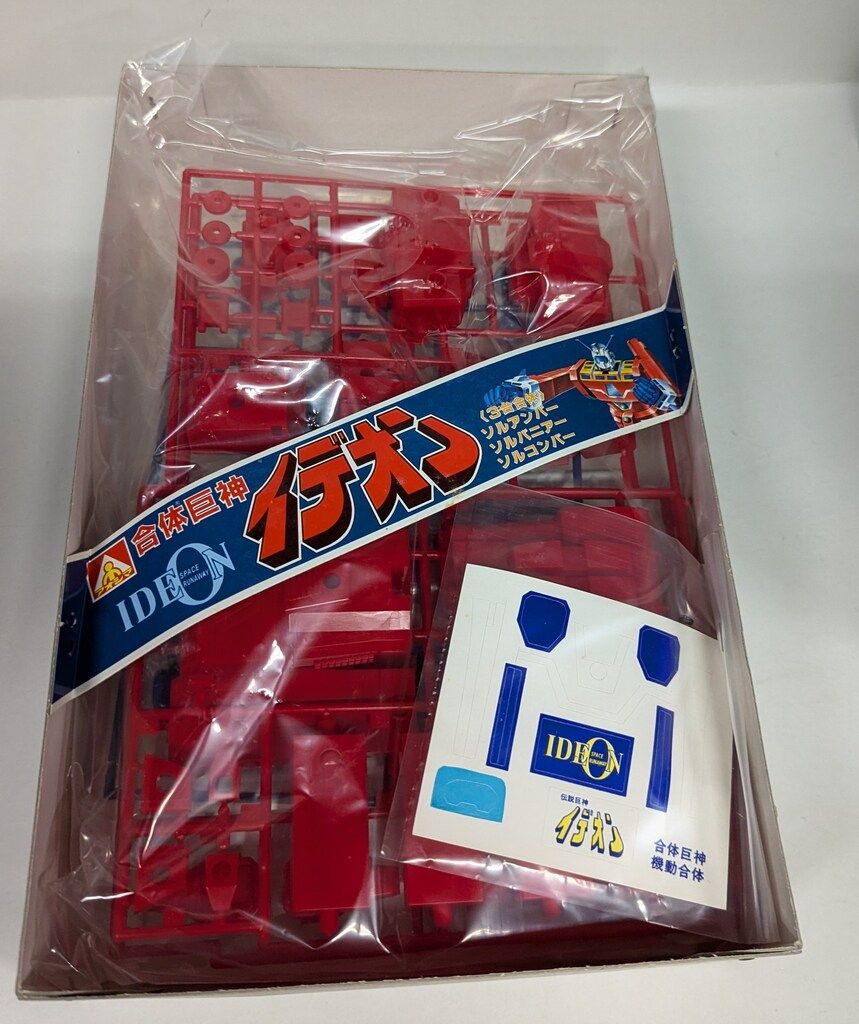 合体巨神
イデオン
IDEON
SPACE
RUNAWAY
(3台合体)
ソルアンバー
ソルバニアー
ソルコンバー
IDEON
SPACE
RUNAWAY
伝説巨神
イデオン
合体巨神
機動合体